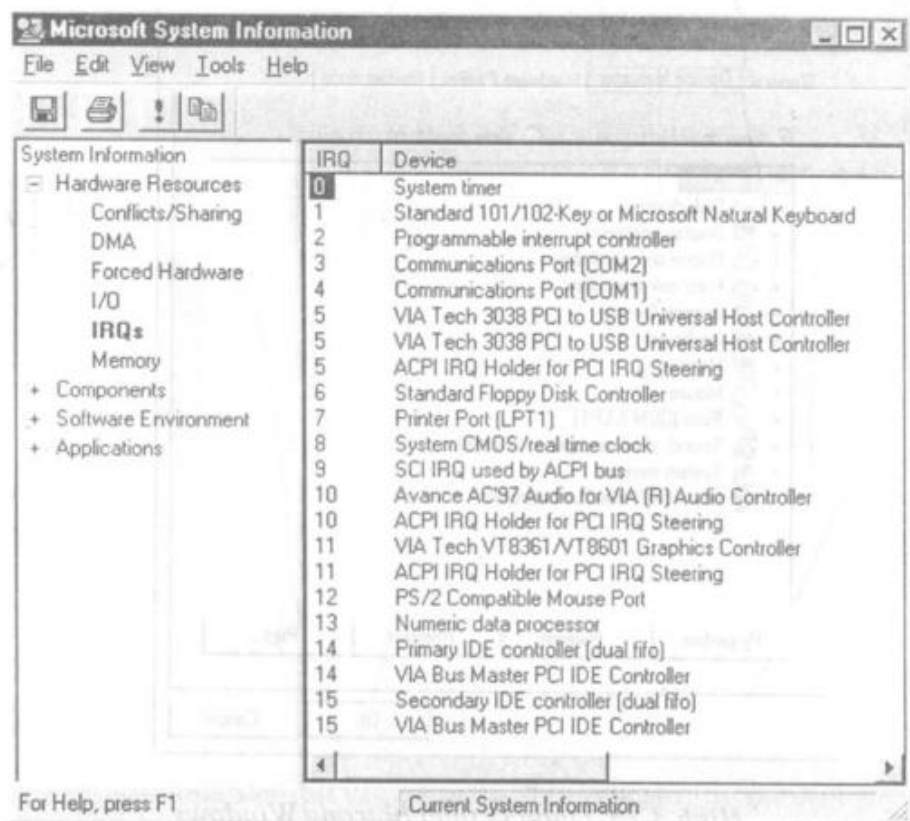 Microsoft System Information
File Edit View Tools Help
System Information
Hardware Resources
Conflicts/Sharing
DMA
Forced Hardware
I/O
IRQs
Memory
Components
Software Environment
Applications
IRQ Device
0 System timer
1 Standard 101/102-Key or Microsoft Natural Keyboard
2 Programmable interrupt controller
3 Communications Port (COM2)
4 Communications Port (COM1)
5 VIA Tech 3038 PCI to USB Universal Host Controller
5 VIA Tech 3038 PCI to USB Universal Host Controller
5 ACPI IRQ Holder for PCI IRQ Steering
6 Standard Floppy Disk Controller
7 Printer Port (LPT1)
8 System CMOS/real time clock
9 SCI IRQ used by ACPI bus
10 Avance AC'97 Audio for VIA (R) Audio Controller
10 ACPI IRQ Holder for PCI IRQ Steering
11 VIA Tech VT8361/VT8601 Graphics Controller
11 ACPI IRQ Holder for PCI IRQ Steering
12 PS/2 Compatible Mouse Port
13 Numeric data processor
14 Primary IDE controller (dual fifo)
14 VIA Bus Master PCI IDE Controller
15 Secondary IDE controller (dual fifo)
15 VIA Bus Master PCI IDE Controller
For Help, press F1
Current System Information